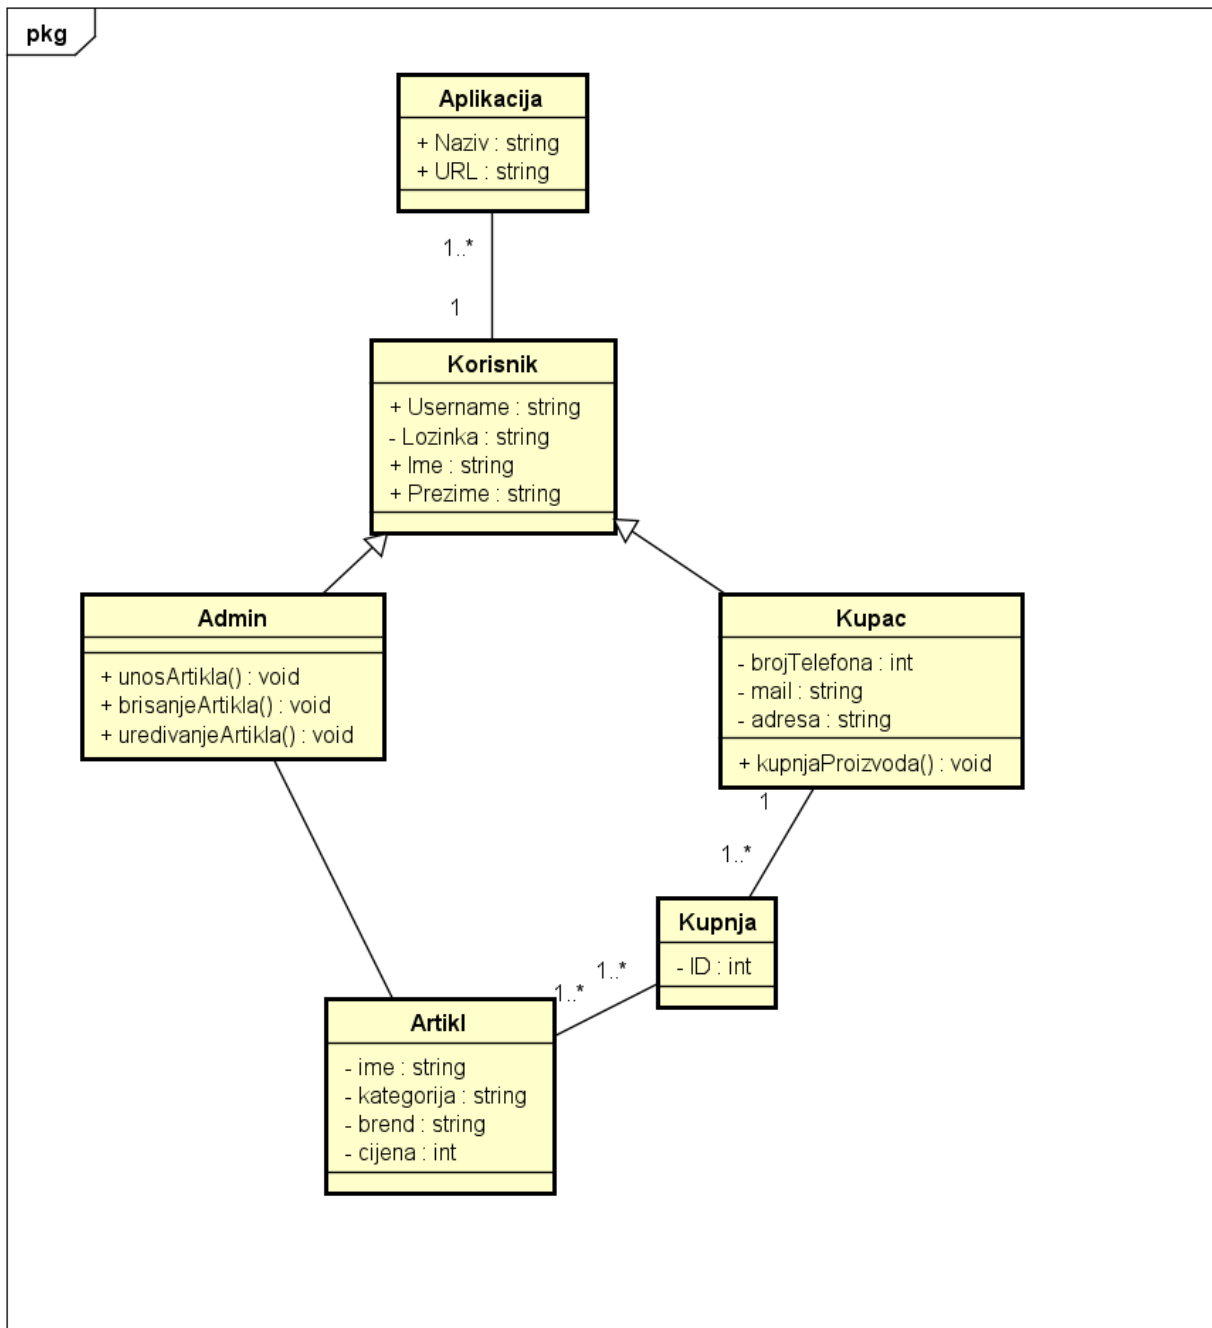 pkg
Aplikacija
+ Naziv : string
+ URL : string
1..*
1
Korisnik
+ Username : string
- Lozinka : string
+ Ime : string
+ Prezime : string
Admin
+ unosArtikla() : void
+ brisanjeArtikla() : void
+ uredivanjeArtikla() : void
Kupac
- brojTelefona : int
- mail : string
- adresa : string
+ kupnjaProizvoda() : void
1
1..*
Kupnja
- ID : int
1..*
1..*
Artikl
- ime : string
- kategorija : string
- brend : string
- cijena : int